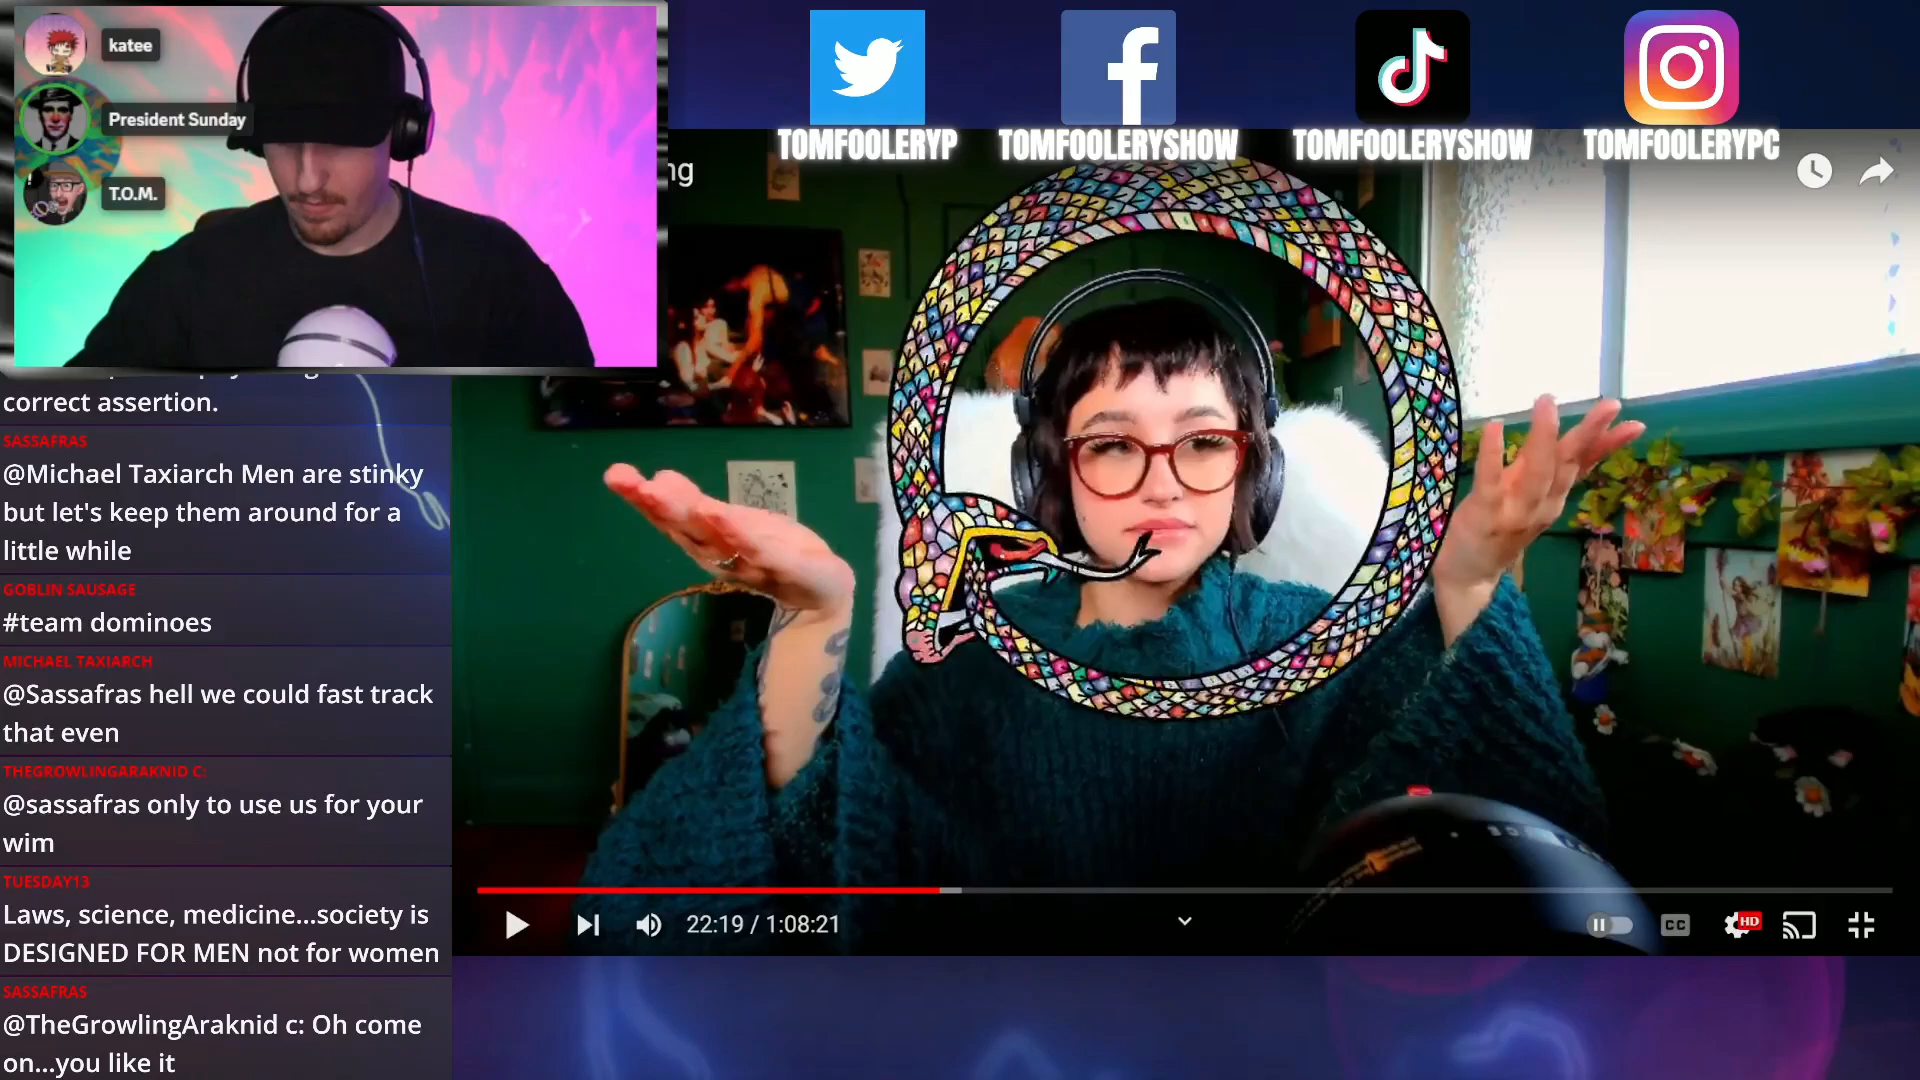 katee
President Sunday
T.O.M.
TOMFOOLERYP
TOMFOOLERYSHOW
TOMFOOLERYSHOW
TOMFOOLERYPC
ng
correct assertion.
SASSAFRAS
@Michael Taxiarch Men are stinky
but let's keep them around for a
little while
GOBLIN SAUSAGE
#team dominoes
MICHAEL TAXIARCH
@Sassafras hell we could fast track
that even
THEGROWLINGARAKNID C:
@sassafras only to use us for your
wim
TUESDAY13
Laws, science, medicine...society is
DESIGNED FOR MEN not for women
SASSAFRAS
@TheGrowlingAraknid c: Oh come
on...you like it
22:19 / 1:08:21
CC
HD